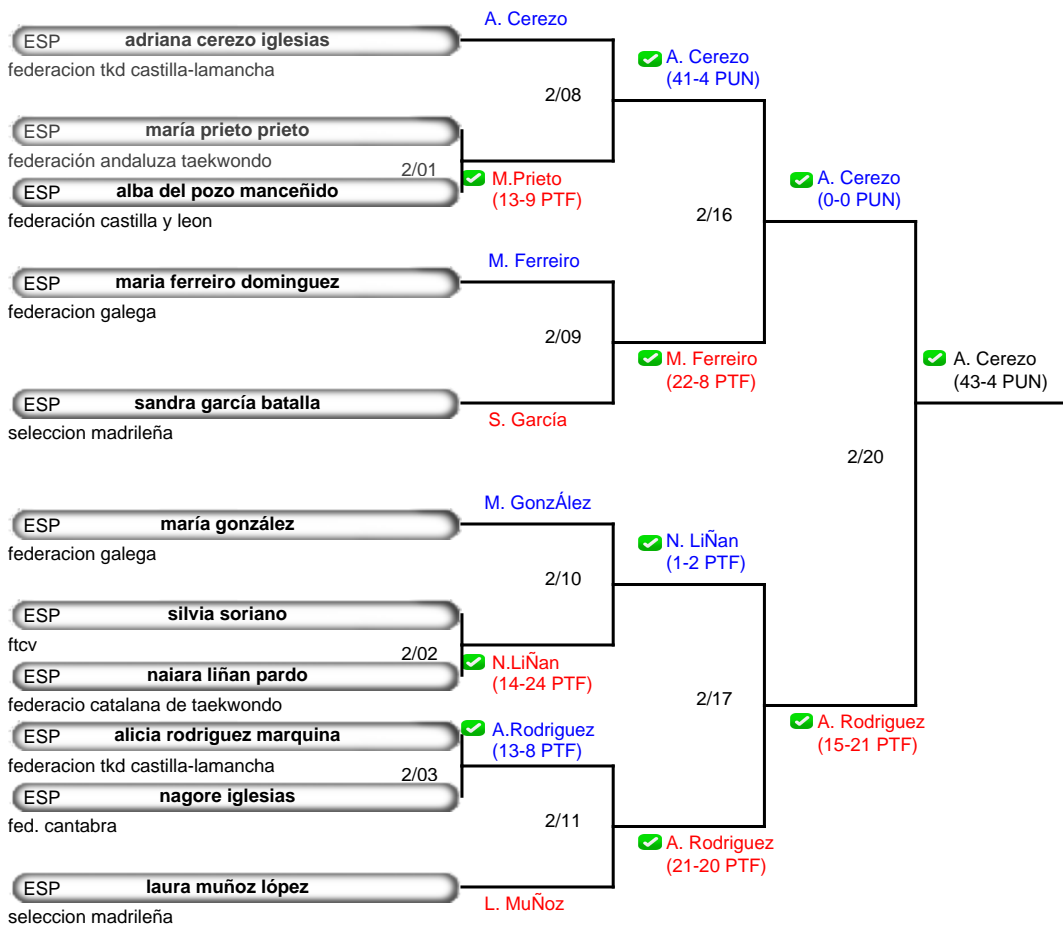 A. Cerezo
ESP adriana cerezo iglesias
federacion tkd castilla-lamancha
A. Cerezo
(41-4 PUN)
2/08
ESP maría prieto prieto
federación andaluza taekwondo
2/01
M.Prieto
(13-9 PTF)
ESP alba del pozo manceñido
federación castilla y leon
A. Cerezo
(0-0 PUN)
2/16
M. Ferreiro
ESP maria ferreiro dominguez
federacion galega
2/09
M. Ferreiro
(22-8 PTF)
ESP sandra garcía batalla
seleccion madrileña
S. García
A. Cerezo
(43-4 PUN)
2/20
M. GonzÁlez
ESP maría gonzález
federacion galega
N. LiÑan
(1-2 PTF)
2/10
ESP silvia soriano
ftcv
2/02
N.LiÑan
(14-24 PTF)
ESP naiara liñan pardo
federacio catalana de taekwondo
2/17
A. Rodriguez
(15-21 PTF)
ESP alicia rodriguez marquina
A.Rodriguez
(13-8 PTF)
federacion tkd castilla-lamancha
2/03
ESP nagore iglesias
fed. cantabra
2/11
A. Rodriguez
(21-20 PTF)
ESP laura muñoz lópez
seleccion madrileña
L. MuÑoz